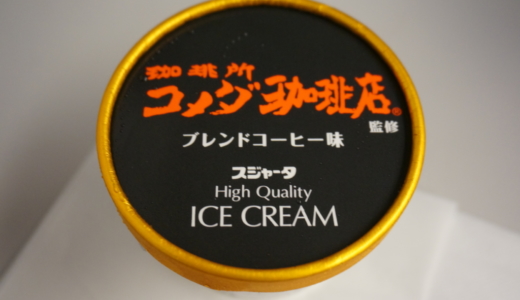 珈琲所
コメダ珈琲店®
監修
ブレンドコーヒー味
スジャータ
High Quality
ICE CREAM